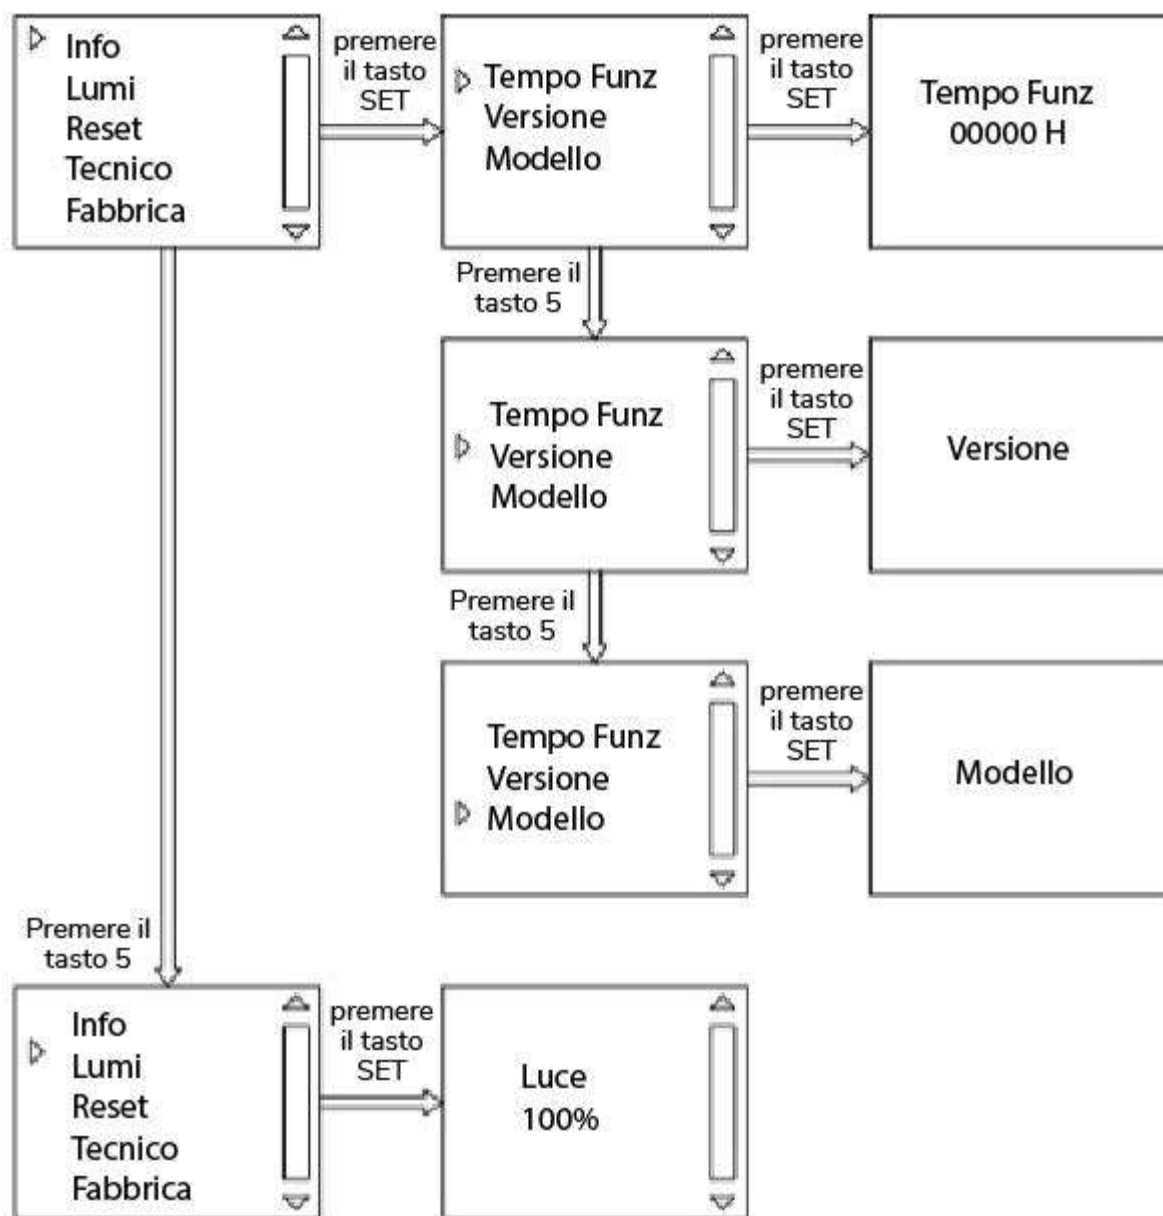 Info
Lumi
Reset
Tecnico
Fabbrica
premere
il tasto
SET
Tempo Funz
Versione
Modello
premere
il tasto
SET
Tempo Funz
00000 H
Premere il
tasto 5
Tempo Funz
Versione
Modello
premere
il tasto
SET
Versione
Premere il
tasto 5
Tempo Funz
Versione
Modello
premere
il tasto
SET
Modello
Premere il
tasto 5
Info
Lumi
Reset
Tecnico
Fabbrica
premere
il tasto
SET
Luce
100%